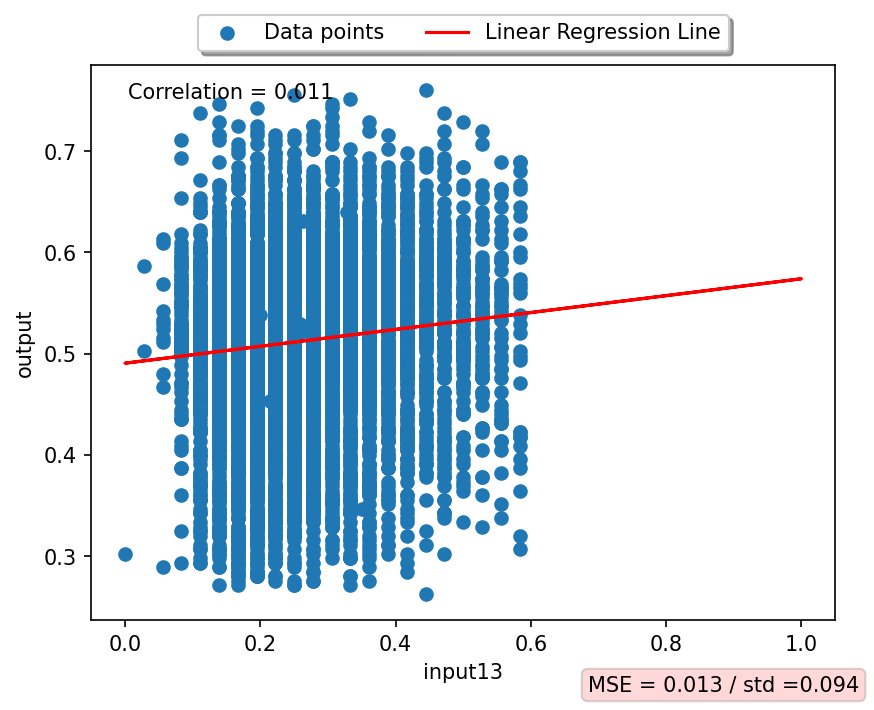 Data points
Linear Regression Line
Correlation = 0.011
output
0.7
0.6
0.5
0.4
0.3
0.0
0.2
0.4
0.6
0.8
1.0
input13
MSE = 0.013 / std =0.094